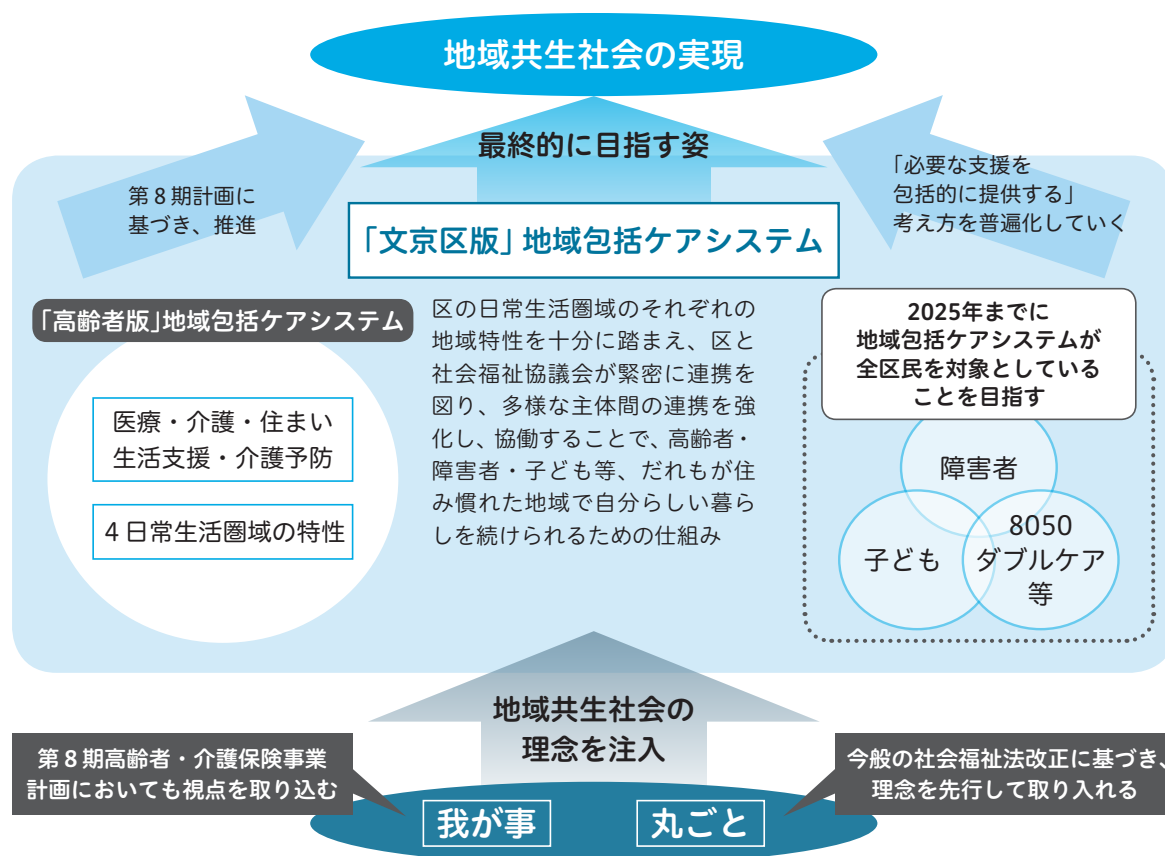 地域共生社会の実現
最終的に目指す姿
第8期計画に
基づき、推進
「必要な支援を
包括的に提供する」
考え方を普遍化していく
「文京区版」地域包括ケアシステム
「高齢者版」地域包括ケアシステム
医療・介護・住まい
生活支援・介護予防
4日常生活圏域の特性
区の日常生活圏域のそれぞれの
地域特性を十分に踏まえ、区と
社会福祉協議会が緊密に連携を
図り、多様な主体間の連携を強
化し、協働することで、高齢者・
障害者・子ども等、だれもが住
み慣れた地域で自分らしい暮ら
しを続けられるための仕組み
2025年までに
地域包括ケアシステムが
全区民を対象としている
ことを目指す
障害者
子ども
8050
ダブルケア
等
地域共生社会の
理念を注入
第8期高齢者・介護保険事業
計画においても視点を取り込む
今般の社会福祉法改正に基づき、
理念を先行して取り入れる
我が事
丸ごと